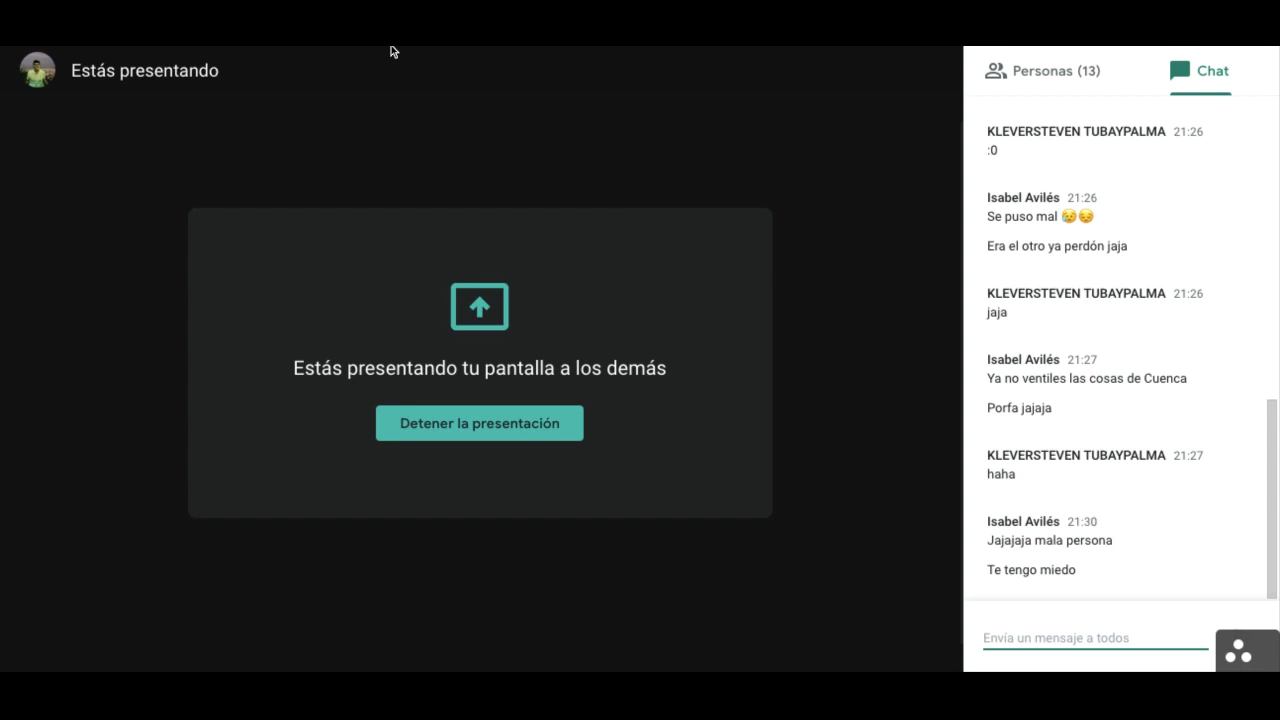 Estás presentando
Estás presentando tu pantalla a los demás
Detener la presentación
Personas (13)
Chat
KLEVERSTEVEN TUBAYPALMA 21:26
:0
Isabel Avilés 21:26
Se puso mal 😥😔
Era el otro ya perdón jaja
KLEVERSTEVEN TUBAYPALMA 21:26
jaja
Isabel Avilés 21:27
Ya no ventiles las cosas de Cuenca
Porfa jajaja
KLEVERSTEVEN TUBAYPALMA 21:27
haha
Isabel Avilés 21:30
Jajajaja mala persona
Te tengo miedo
Envía un mensaje a todos